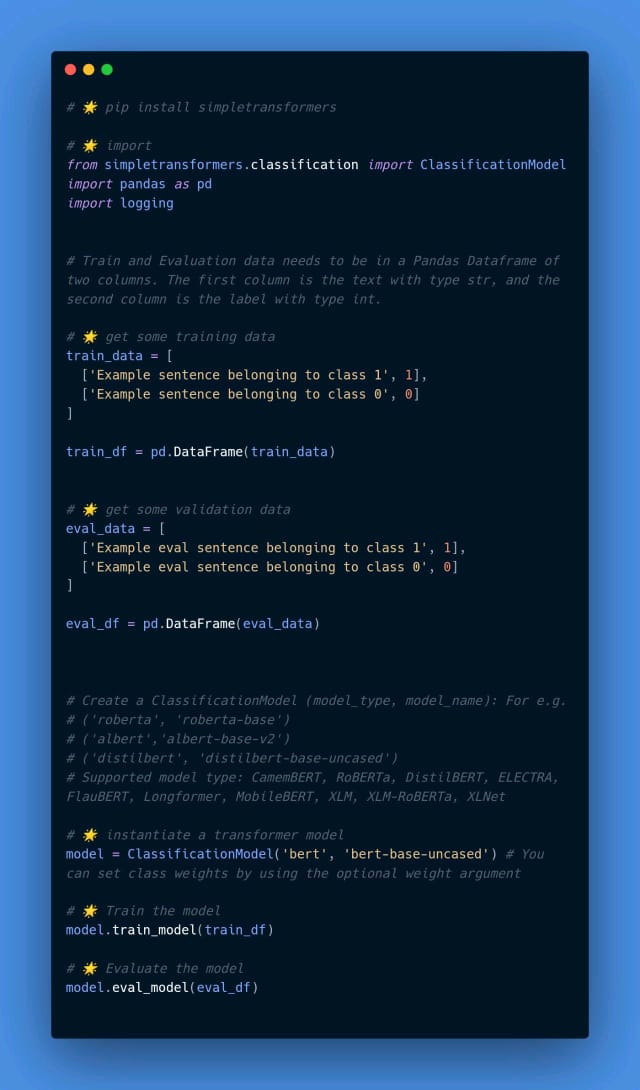 # 🌟 pip install simpletransformers
# 🌟 import
from simpletransformers.classification import ClassificationModel
import pandas as pd
import logging
# Train and Evaluation data needs to be in a Pandas Dataframe of
two columns. The first column is the text with type str, and the
second column is the label with type int.
# 🌟 get some training data
train_data = [
  ['Example sentence belonging to class 1', 1],
  ['Example sentence belonging to class 0', 0]
]
train_df = pd.DataFrame(train_data)
# 🌟 get some validation data
eval_data = [
  ['Example eval sentence belonging to class 1', 1],
  ['Example eval sentence belonging to class 0', 0]
]
eval_df = pd.DataFrame(eval_data)
# Create a ClassificationModel (model_type, model_name): For e.g.
# ('roberta', 'roberta-base')
# ('albert','albert-base-v2')
# ('distilbert', 'distilbert-base-uncased')
# Supported model type: CamemBERT, RoBERTa, DistilBERT, ELECTRA,
FlauBERT, Longformer, MobileBERT, XLM, XLM-RoBERTa, XLNet
# 🌟 instantiate a transformer model
model = ClassificationModel('bert', 'bert-base-uncased') # You
can set class weights by using the optional weight argument
# 🌟 Train the model
model.train_model(train_df)
# 🌟 Evaluate the model
model.eval_model(eval_df)